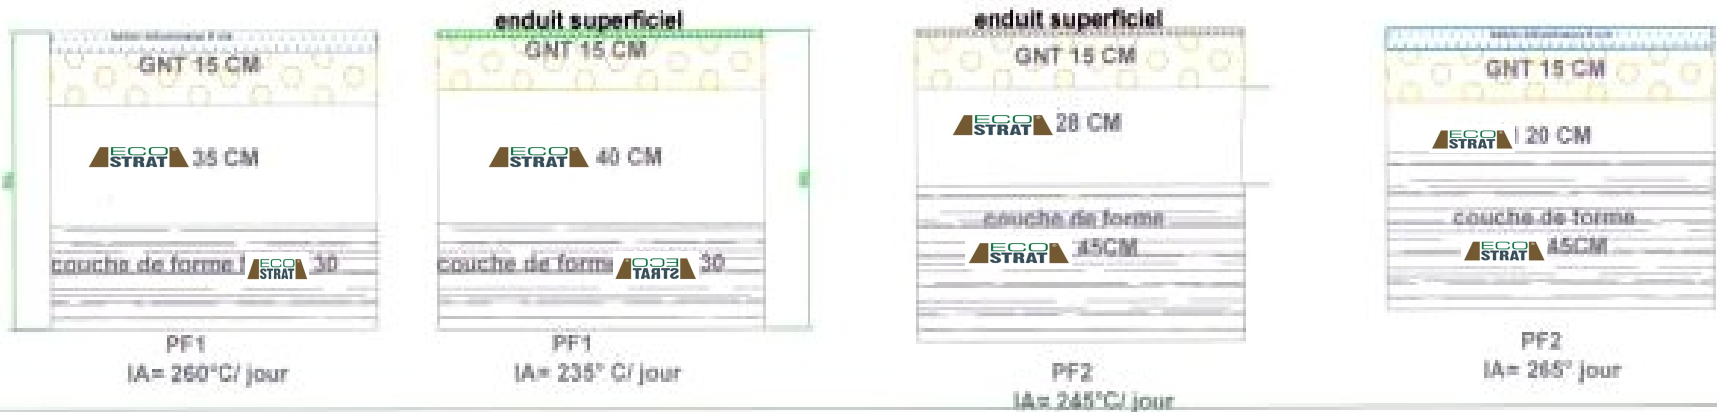 GNT 15 CM
ECO
STRAT 35 CM
couche de forme
ECO
STRAT 30
PF1
IA= 260°C/ jour
enduit superficiel
GNT 15 CM
ECO
STRAT 40 CM
couche de forme
ECO
STRAT 30
PF1
IA= 235° C/ jour
enduit superficiel
GNT 15 CM
ECO
STRAT 28 CM
couche de forme
ECO
STRAT 45CM
PF2
IA= 245°C/ jour
GNT 15 CM
ECO
STRAT 20 CM
couche de forme
ECO
STRAT 45CM
PF2
IA= 265° jour